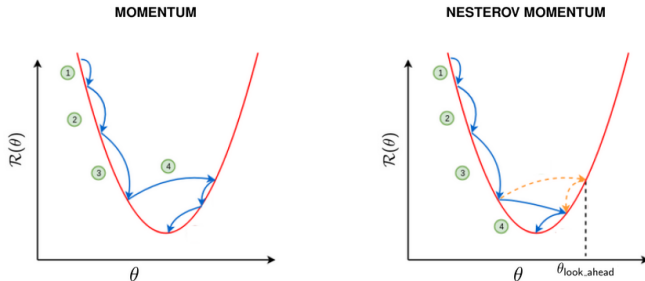 MOMENTUM
1
2
3
4
R(θ)
θ
NESTEROV MOMENTUM
1
2
3
4
R(θ)
θ
θlook_ahead